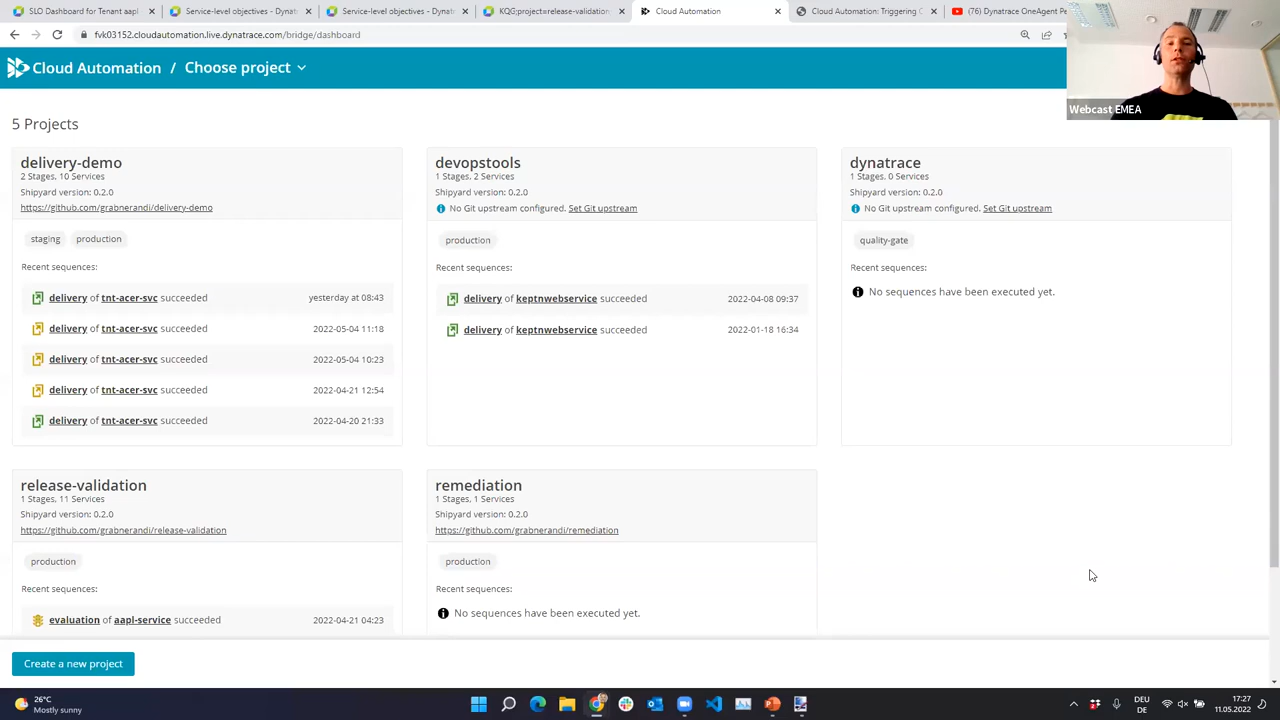 SLO Dashboard for Tenant aapl
Service-level objectives - Dynat
Service-level objectives - Dynat
KQG;project=release-validation;
Cloud Automation
Cloud Automation: Triggering C
(76) Dynatrace OneAgent Pe
fvk03152.cloudautomation.live.dynatrace.com/bridge/dashboard
Cloud Automation / Choose project
Webcast EMEA
5 Projects
delivery-demo
2 Stages, 10 Services
Shipyard version: 0.2.0
https://github.com/grabnerandi/delivery-demo
staging production
Recent sequences:
delivery of tnt-acer-svc succeeded yesterday at 08:43
delivery of tnt-acer-svc succeeded 2022-05-04 11:18
delivery of tnt-acer-svc succeeded 2022-05-04 10:23
delivery of tnt-acer-svc succeeded 2022-04-21 12:54
delivery of tnt-acer-svc succeeded 2022-04-20 21:33
devopstools
1 Stages, 2 Services
Shipyard version: 0.2.0
No Git upstream configured. Set Git upstream
production
Recent sequences:
delivery of keptnwebservice succeeded 2022-04-08 09:37
delivery of keptnwebservice succeeded 2022-01-18 16:34
dynatrace
1 Stages, 0 Services
Shipyard version: 0.2.0
No Git upstream configured. Set Git upstream
quality-gate
Recent sequences:
No sequences have been executed yet.
release-validation
1 Stages, 11 Services
Shipyard version: 0.2.0
https://github.com/grabnerandi/release-validation
production
Recent sequences:
evaluation of aapl-service succeeded 2022-04-21 04:23
remediation
1 Stages, 1 Services
Shipyard version: 0.2.0
https://github.com/grabnerandi/remediation
production
Recent sequences:
No sequences have been executed yet.
Create a new project
26°C
Mostly sunny
DEU
DE
17:27
11.05.2022